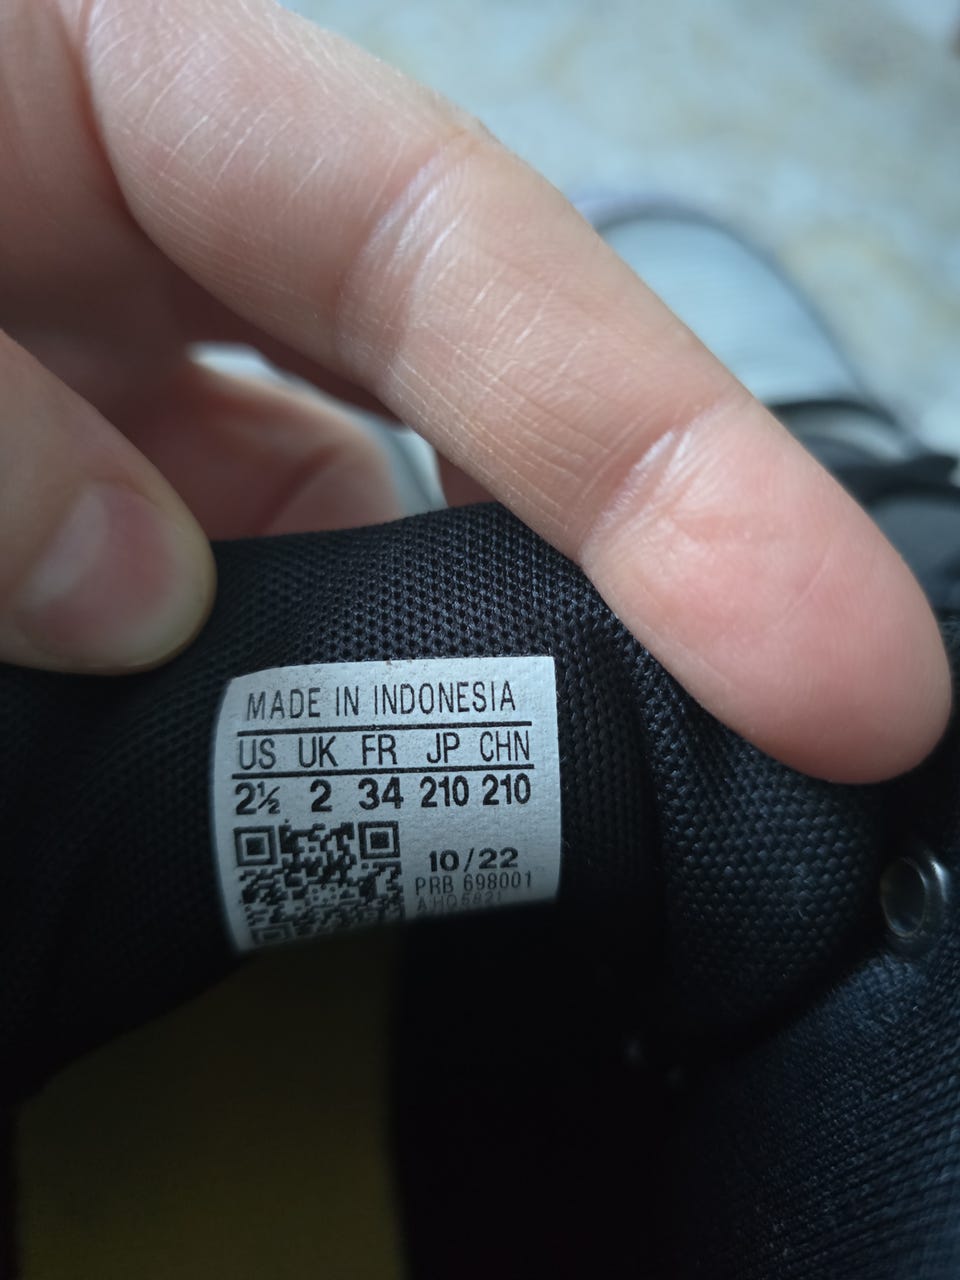 MADE IN INDONESIA
US UK FR JP CHN
2½ 2 34 210 210
10/22
PRB 698001